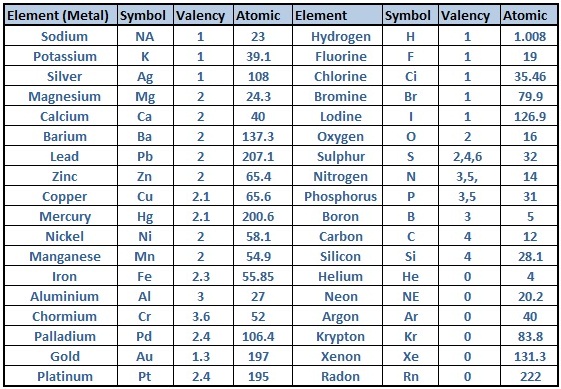 Element (Metal) Symbol Valency Atomic Element Symbol Valency Atomic
Sodium NA 1 23 Hydrogen H 1 1.008
Potassium K 1 39.1 Fluorine F 1 19
Silver Ag 1 108 Chlorine Ci 1 35.46
Magnesium Mg 2 24.3 Bromine Br 1 79.9
Calcium Ca 2 40 Lodine I 1 126.9
Barium Ba 2 137.3 Oxygen O 2 16
Lead Pb 2 207.1 Sulphur S 2,4,6 32
Zinc Zn 2 65.4 Nitrogen N 3,5, 14
Copper Cu 2.1 65.6 Phosphorus P 3,5 31
Mercury Hg 2.1 200.6 Boron B 3 5
Nickel Ni 2 58.1 Carbon C 4 12
Manganese Mn 2 54.9 Silicon Si 4 28.1
Iron Fe 2.3 55.85 Helium He 0 4
Aluminium Al 3 27 Neon NE 0 20.2
Chormium Cr 3.6 52 Argon Ar 0 40
Palladium Pd 2.4 106.4 Krypton Kr 0 83.8
Gold Au 1.3 197 Xenon Xe 0 131.3
Platinum Pt 2.4 195 Radon Rn 0 222